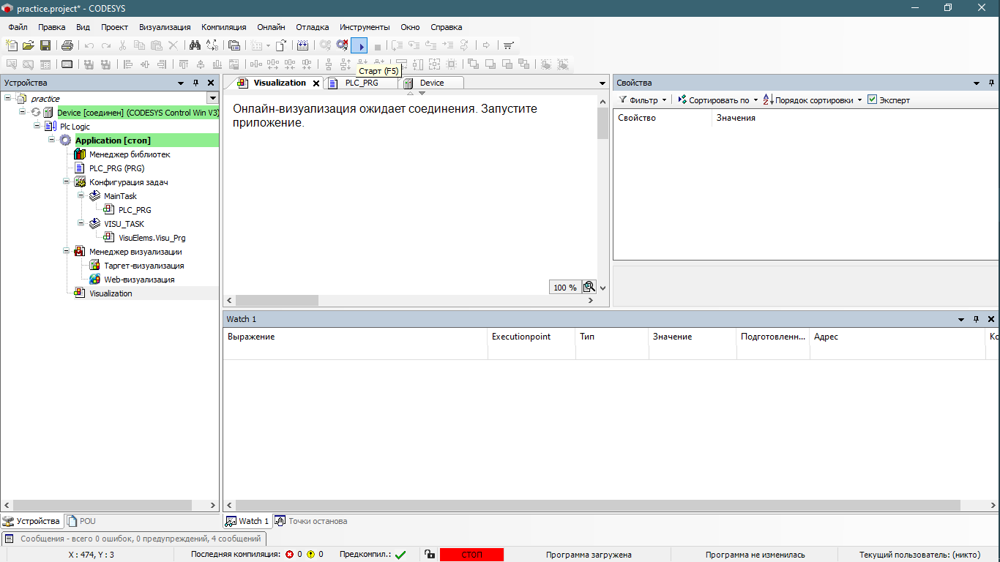 practice.project* - CODESYS
Файл Правка Вид Проект Визуализация Компиляция Онлайн Отладка Инструменты Окно Справка
Старт (F5)
Устройства
practice
Device [соединен] (CODESYS Control Win V3)
Plc Logic
Application [стоп]
Менеджер библиотек
PLC_PRG (PRG)
Конфигурация задач
MainTask
PLC_PRG
VISU_TASK
VisuElems.Visu_Prg
Менеджер визуализации
Таргет-визуализация
Web-визуализация
Visualization
Устройства POU
Visualization PLC_PRG Device
Онлайн-визуализация ожидает соединения. Запустите
приложение.
100 %
Свойства
Фильтр Сортировать по Порядок сортировки Эксперт
Свойство Значения
Watch 1
Выражение Executionpoint Тип Значение Подготовленн... Адрес Ко
Watch 1 Точки останова
Сообщения - всего 0 ошибок, 0 предупреждений, 4 сообщений
X : 474, Y : 3 Последняя компиляция: 0 0 Предкомпил.: СТОП Программа загружена Программа не изменилась Текущий пользователь: (никто)